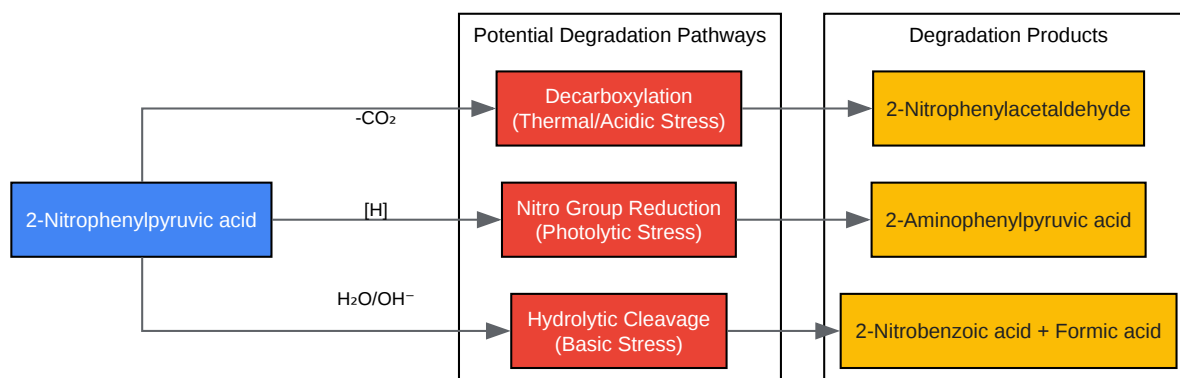 Potential Degradation Pathways
Degradation Products
Decarboxylation
(Thermal/Acidic Stress)
2-Nitrophenylacetaldehyde
-CO₂
2-Nitrophenylpyruvic acid
[H]
Nitro Group Reduction
(Photolytic Stress)
2-Aminophenylpyruvic acid
H₂O/OH⁻
Hydrolytic Cleavage
(Basic Stress)
2-Nitrobenzoic acid + Formic acid